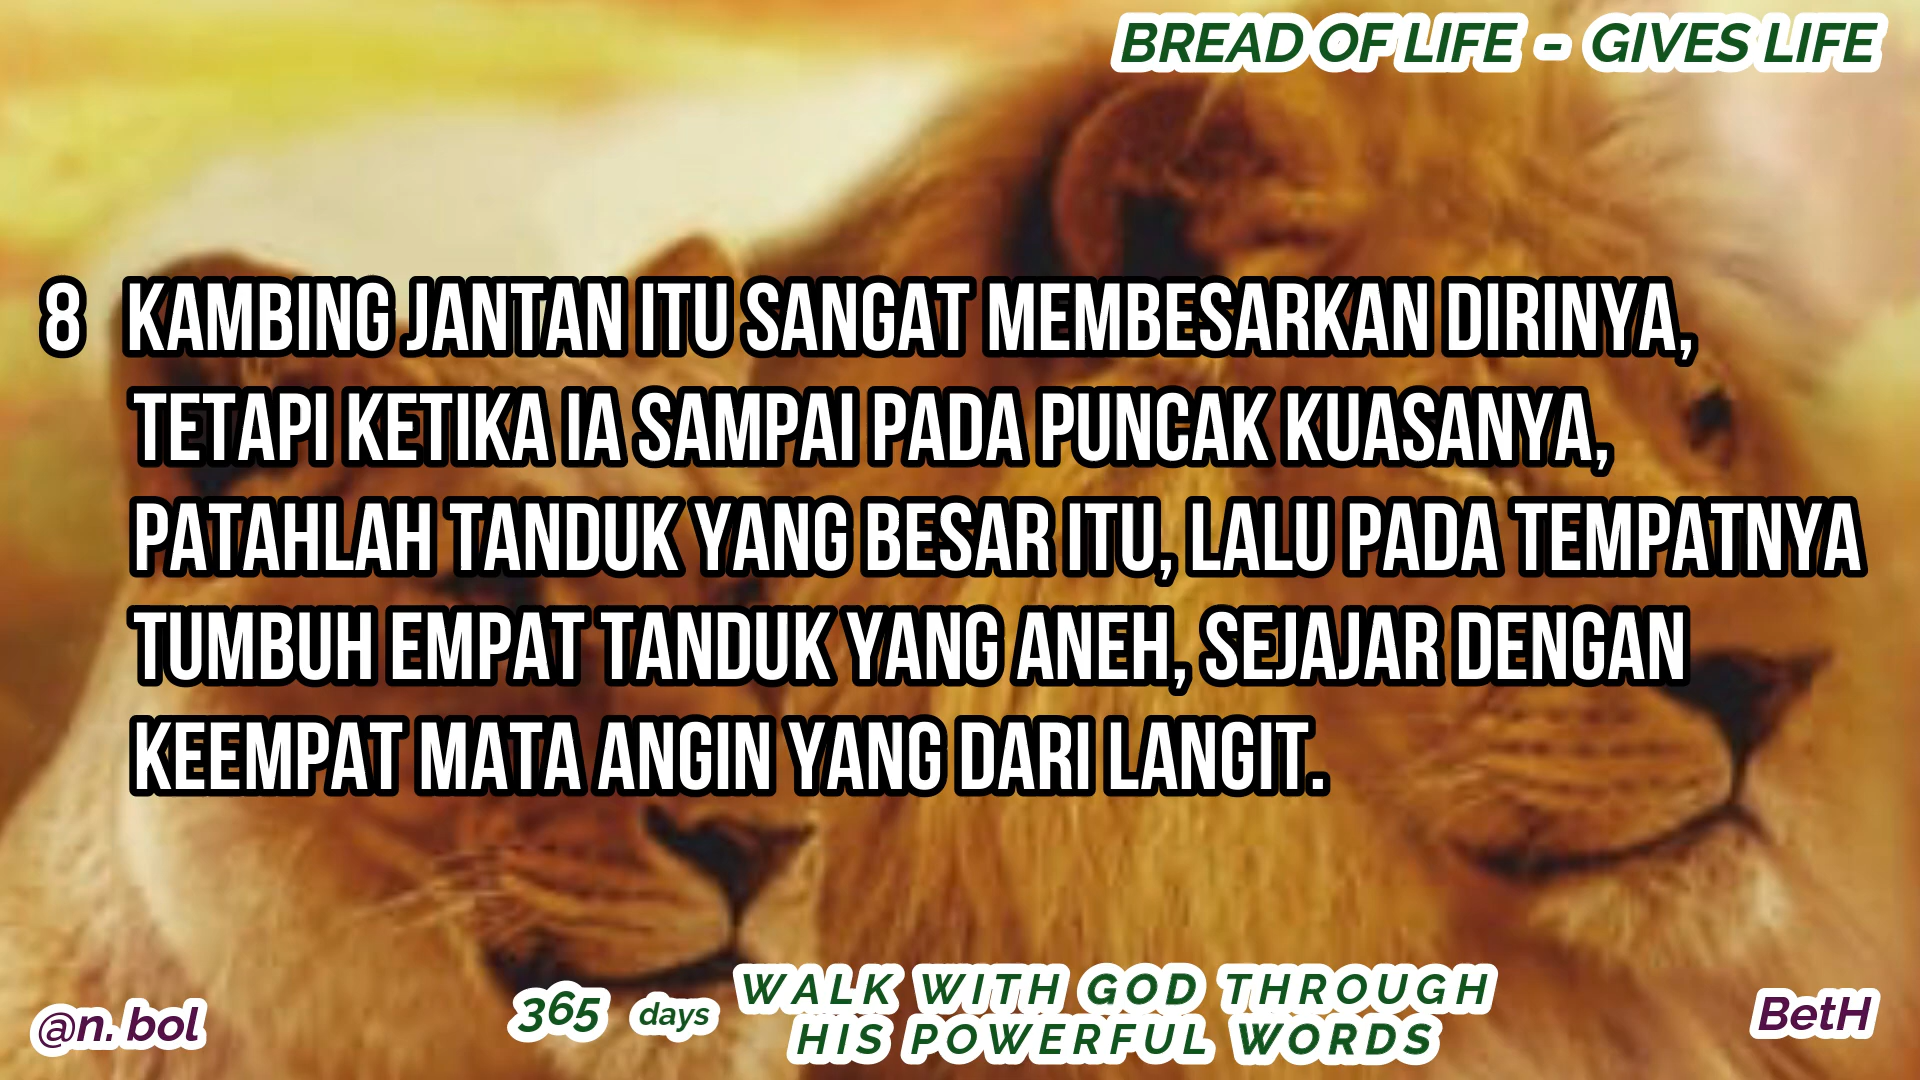 BREAD OF LIFE - GIVES LIFE
8 KAMBING JANTAN ITU SANGAT MEMBESARKAN DIRINYA,
TETAPI KETIKA IA SAMPAI PADA PUNCAK KUASANYA,
PATAHLAH TANDUK YANG BESAR ITU, LALU PADA TEMPATNYA
TUMBUH EMPAT TANDUK YANG ANEH, SEJAJAR DENGAN
KEEMPAT MATA ANGIN YANG DARI LANGIT.
@n. bol
365 days
WALK WITH GOD THROUGH
HIS POWERFUL WORDS
BetH